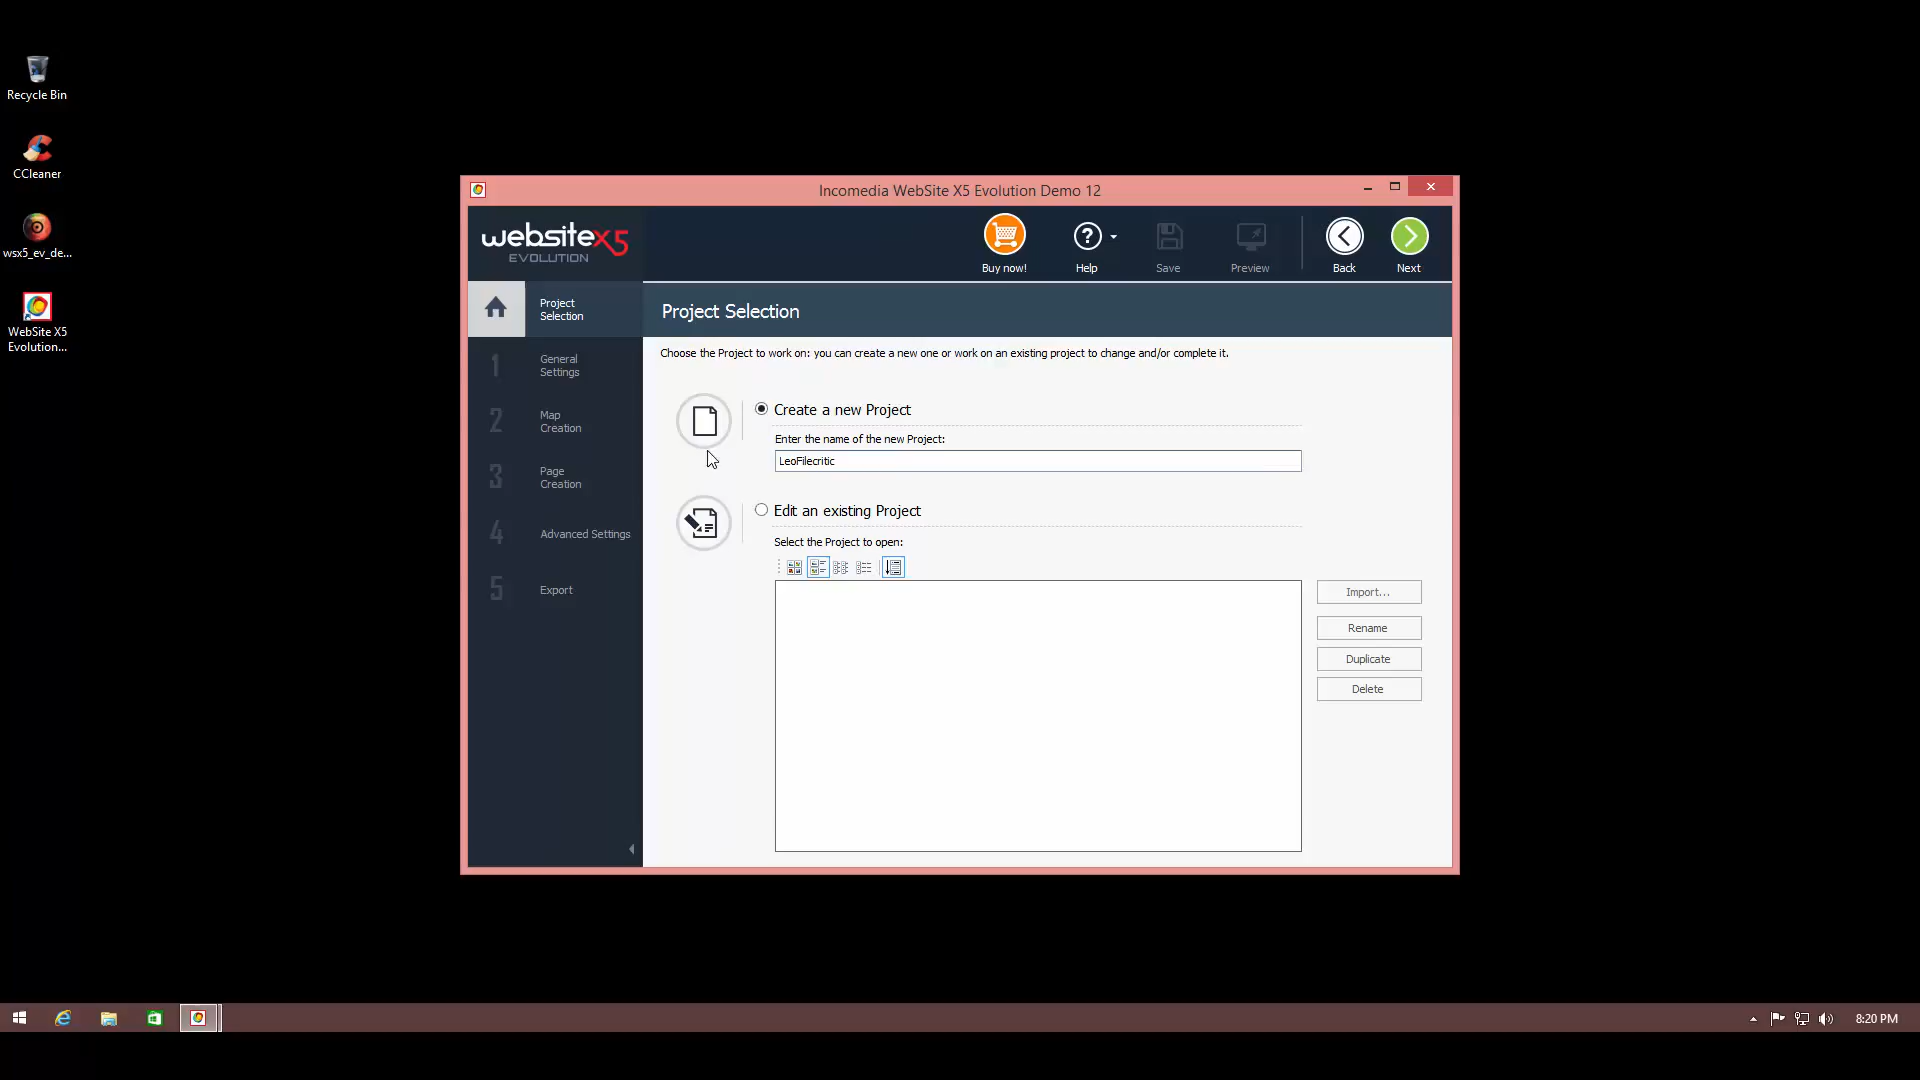 Recycle Bin
CCleaner
wsx5_ev_de...
WebSite X5
Evolution...
Incomedia WebSite X5 Evolution Demo 12
websitex5
EVOLUTION
Buy now!
Help
Save
Preview
Back
Next
Project
Selection
1
General
Settings
2
Map
Creation
3
Page
Creation
4
Advanced Settings
5
Export
Project Selection
Choose the Project to work on: you can create a new one or work on an existing project to change and/or complete it.
Create a new Project
Enter the name of the new Project:
LeoFilecritic
Edit an existing Project
Select the Project to open:
Import...
Rename
Duplicate
Delete
8:20 PM